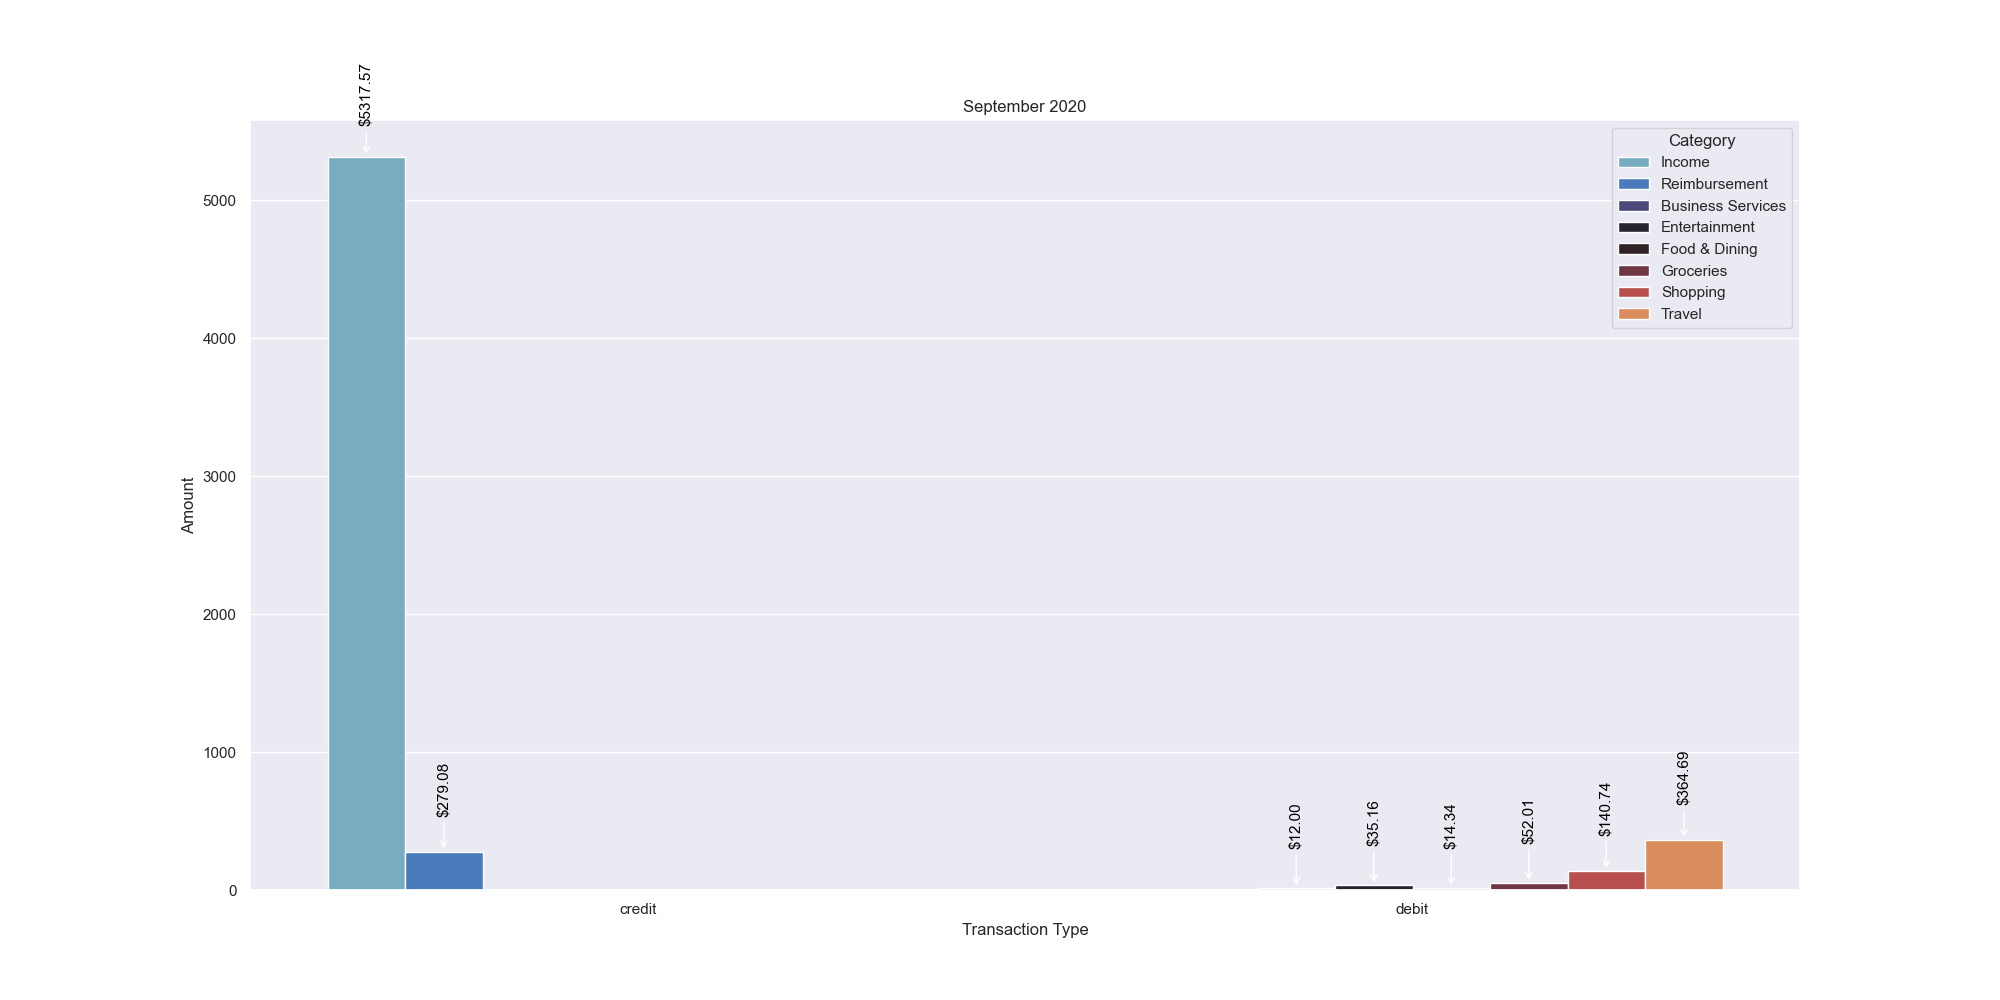 September 2020
$5317.57
Category
Income
Reimbursement
Business Services
Entertainment
Food & Dining
Groceries
Shopping
Travel
5000
4000
3000
2000
1000
0
Amount
$279.08
$12.00
$35.16
$14.34
$52.01
$140.74
$364.69
credit
debit
Transaction Type